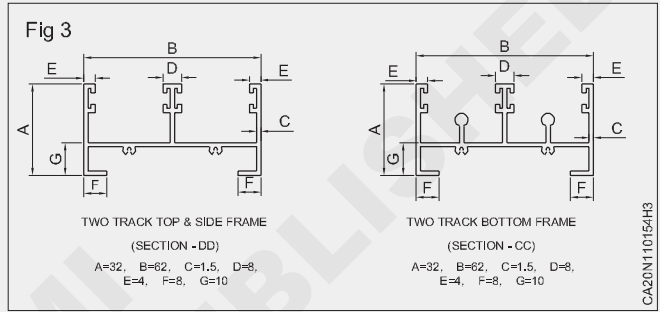 Fig 3
B
E
D
E
A
C
G
F
F
TWO TRACK TOP & SIDE FRAME
(SECTION - DD)
A=32, B=62, C=1.5, D=8,
E=4, F=8, G=10
B
E
D
E
A
C
G
F
F
TWO TRACK BOTTOM FRAME
(SECTION - CC)
A=32, B=62, C=1.5, D=8,
E=4, F=8, G=10
CA20N110154H3